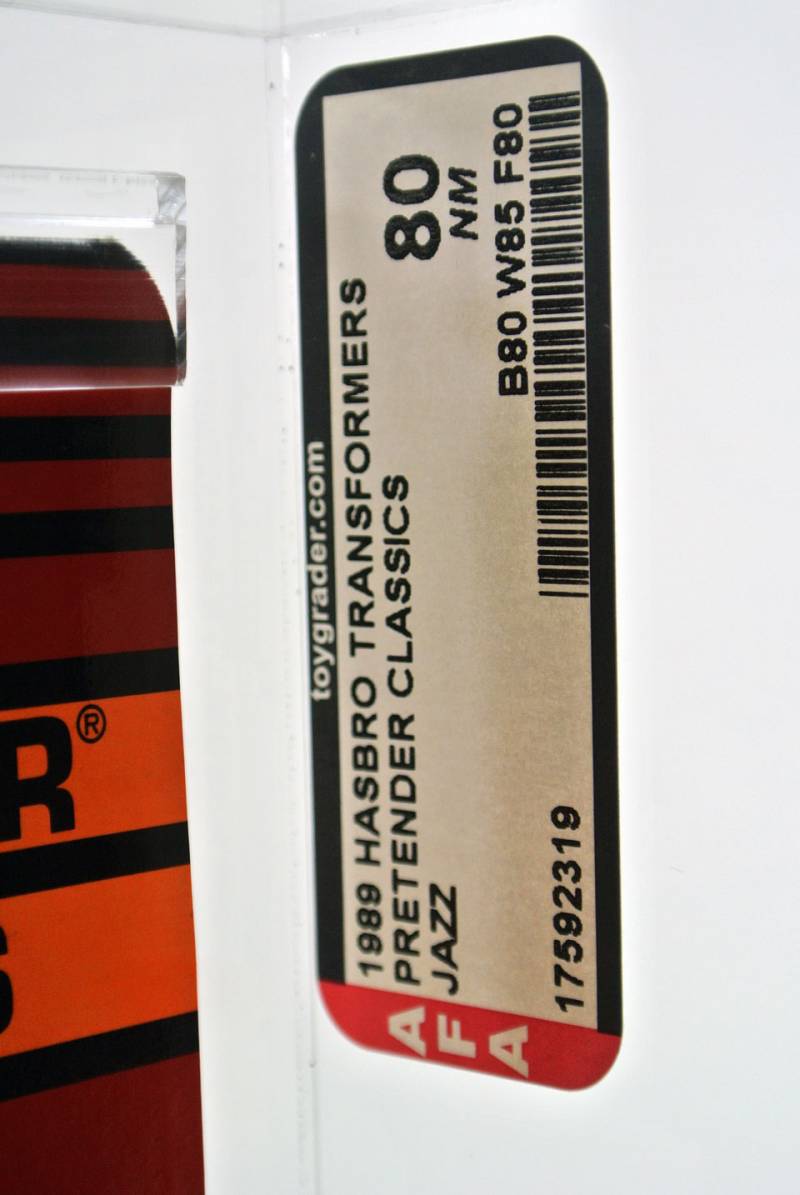 toygrader.com
AFA
1989 HASBRO TRANSFORMERS
PRETENDER CLASSICS
JAZZ
80
NM
B80 W85 F80
17592319
R®